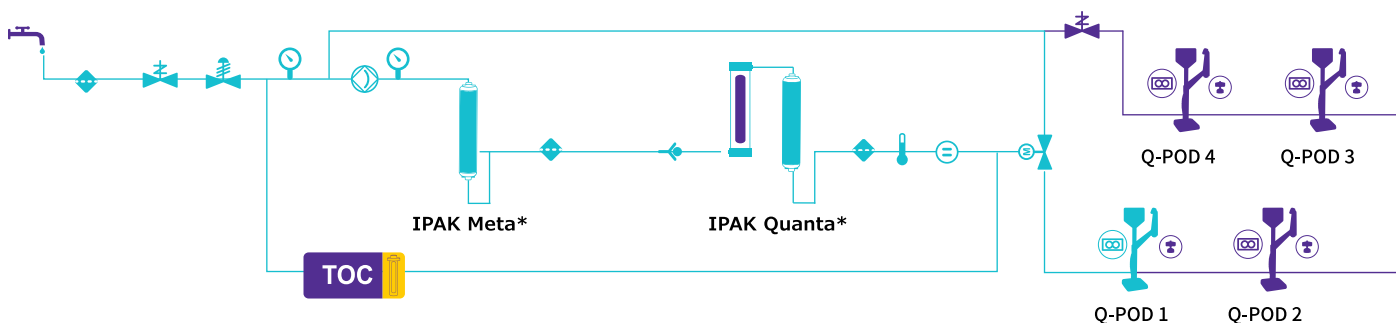 Q-POD 4
Q-POD 3
M
IPAK Meta*
IPAK Quanta*
TOC
Q-POD 1
Q-POD 2